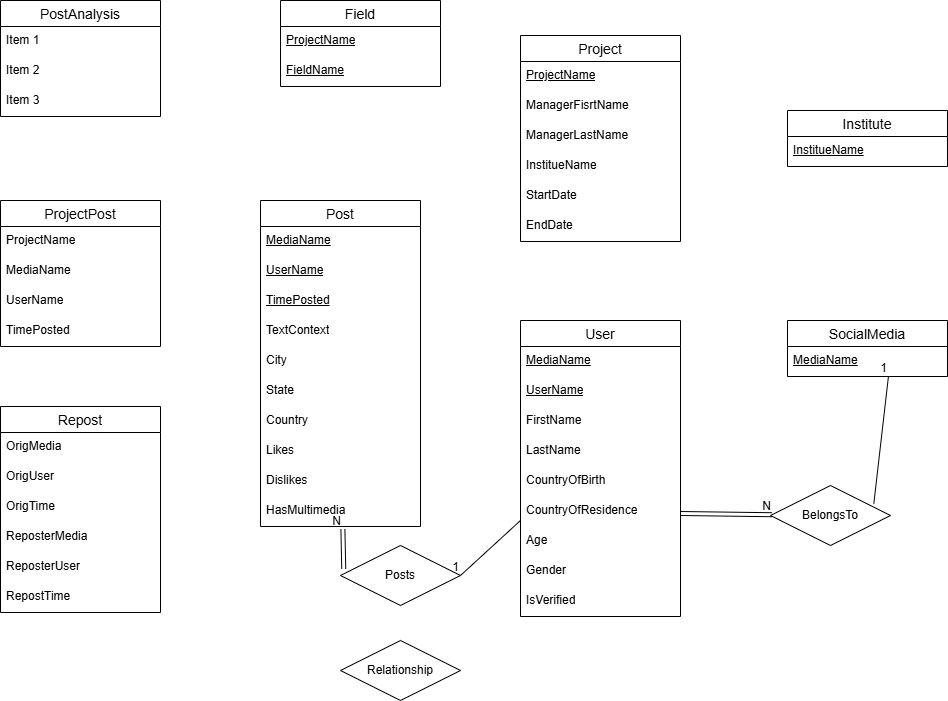 PostAnalysis
Item 1
Item 2
Item 3
Field
ProjectName
FieldName
Project
ProjectName
ManagerFisrtName
ManagerLastName
InstitueName
StartDate
EndDate
Institute
InstitueName
ProjectPost
ProjectName
MediaName
UserName
TimePosted
Post
MediaName
UserName
TimePosted
TextContext
City
State
Country
Likes
Dislikes
HasMultimedia
N
User
MediaName
UserName
FirstName
LastName
CountryOfBirth
CountryOfResidence
Age
Gender
IsVerified
SocialMedia
MediaName
1
N
BelongsTo
Repost
OrigMedia
OrigUser
OrigTime
ReposterMedia
ReposterUser
RepostTime
Posts
1
Relationship